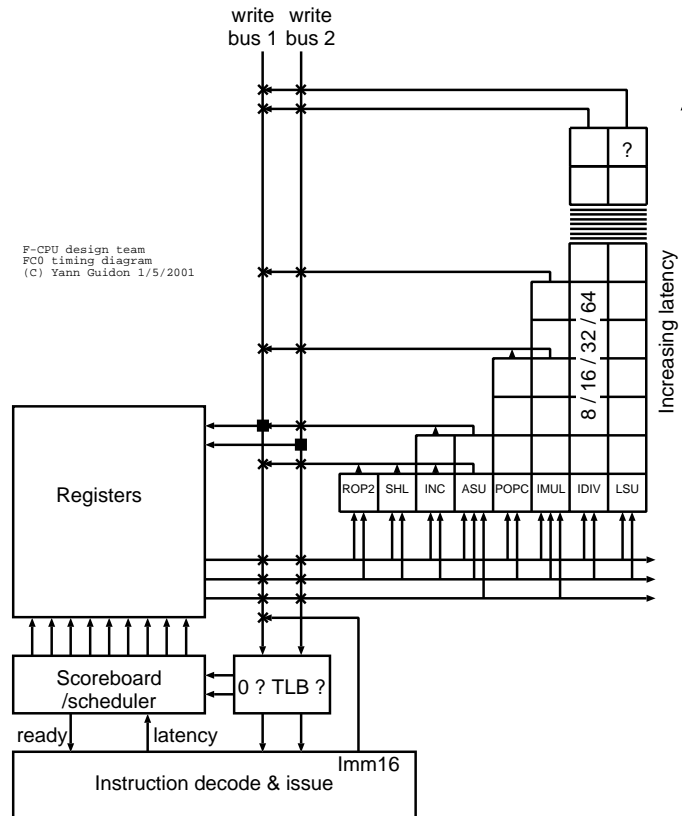 write write
bus 1 bus 2
?
F-CPU design team
FC0 timing diagram
(C) Yann Guidon 1/5/2001
8 / 16 / 32 / 64
Increasing latency
Registers
ROP2 SHL INC ASU POPC IMUL IDIV LSU
Scoreboard
/scheduler
0 ? TLB ?
ready latency
Imm16
Instruction decode & issue